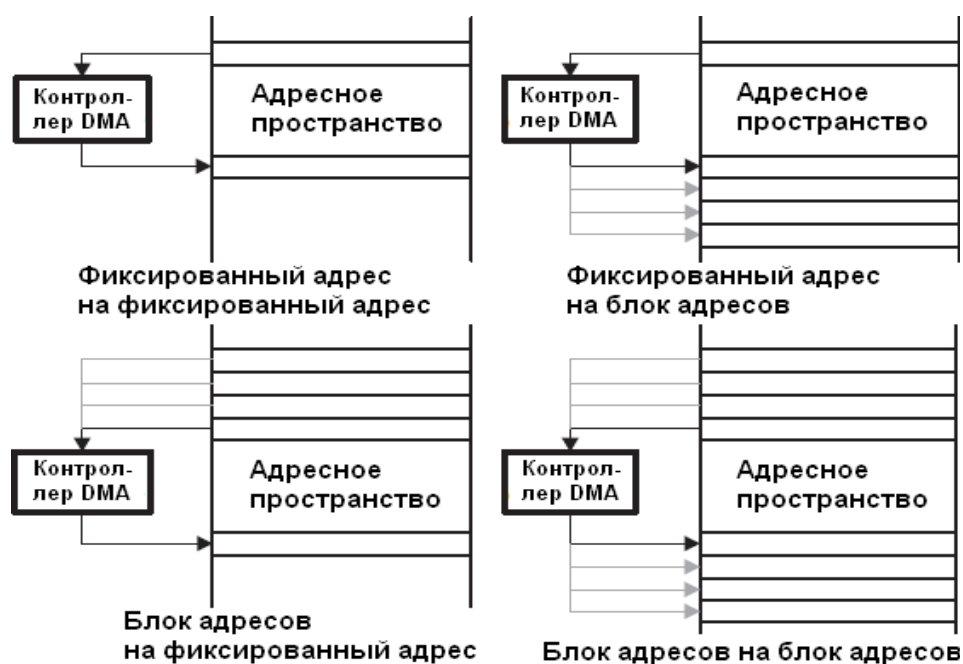 Контрол-
лер DMA
Адресное
пространство
Фиксированный адрес
на фиксированный адрес
Контрол-
лер DMA
Адресное
пространство
Фиксированный адрес
на блок адресов
Контрол-
лер DMA
Адресное
пространство
Блок адресов
на фиксированный адрес
Контрол-
лер DMA
Адресное
пространство
Блок адресов на блок адресов